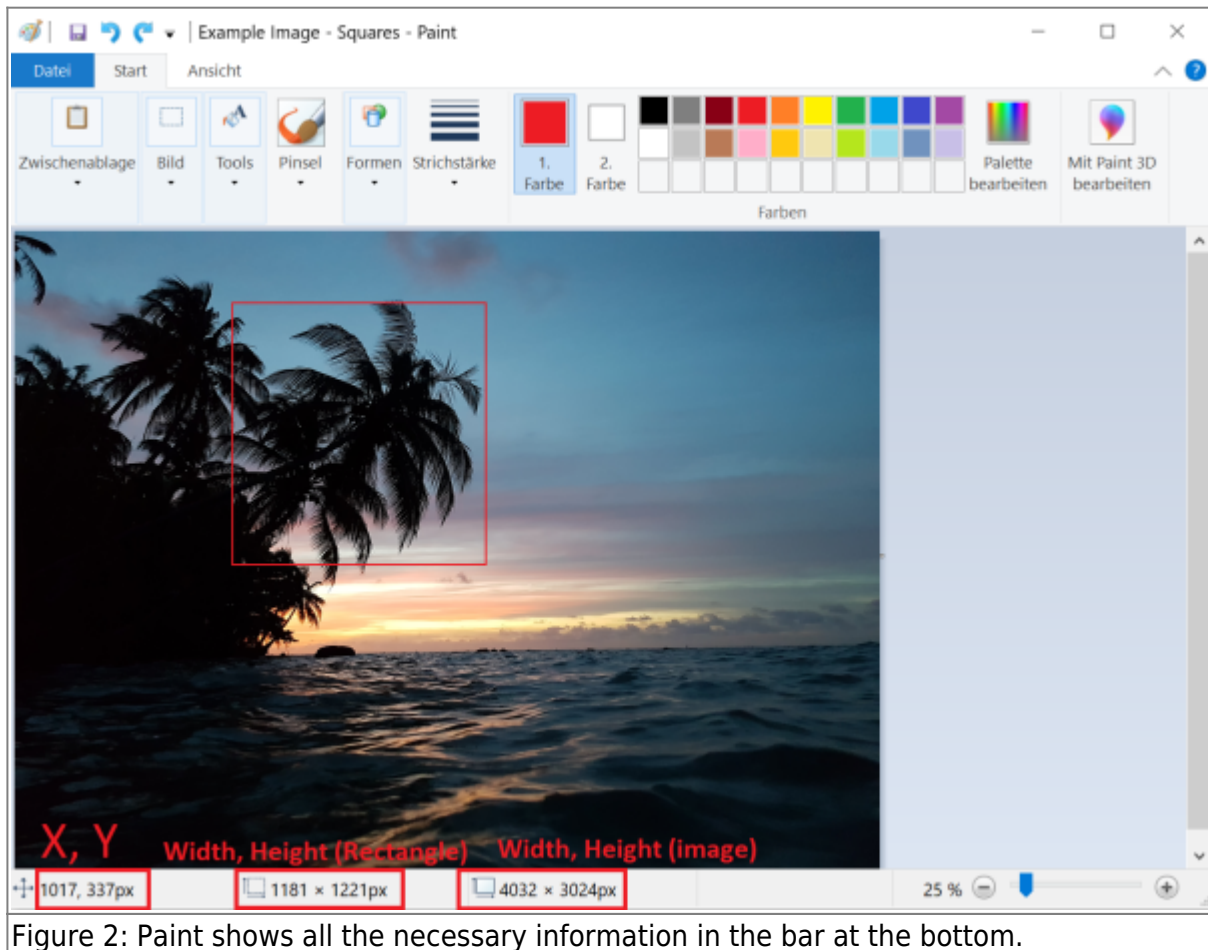 Example Image - Squares - Paint
Datei Start Ansicht
Zwischenablage Bild Tools Pinsel Formen Strichstärke 1. Farbe 2. Farbe Palette bearbeiten Mit Paint 3D bearbeiten
Farben
X, Y Width, Height (Rectangle) Width, Height (image)
1017, 337px 1181 × 1221px 4032 × 3024px 25 %
Figure 2: Paint shows all the necessary information in the bar at the bottom.